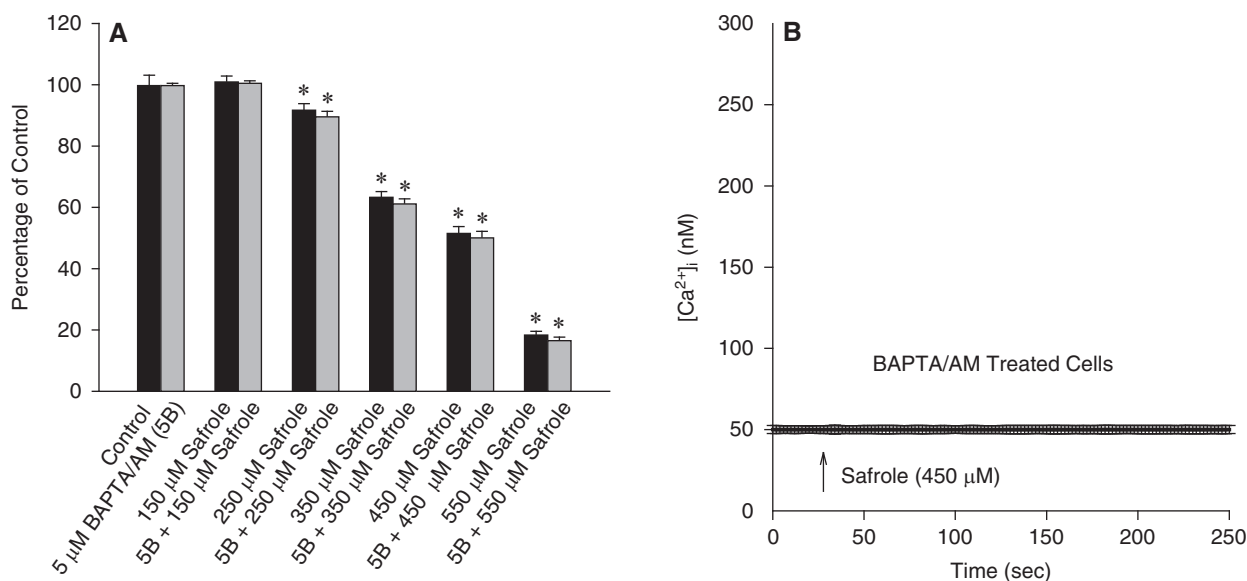 A
Percentage of Control
120
100
80
60
40
20
0
* *
* *
* *
* *
Control
5 μM BAPTA/AM (5B)
150 μM Safrole
5B + 150 μM Safrole
250 μM Safrole
5B + 250 μM Safrole
350 μM Safrole
5B + 350 μM Safrole
450 μM Safrole
5B + 450 μM Safrole
550 μM Safrole
5B + 550 μM Safrole
B
[Ca²⁺]ᵢ (nM)
300
250
200
150
100
50
0
BAPTA/AM Treated Cells
Safrole (450 μM)
0 50 100 150 200 250
Time (sec)